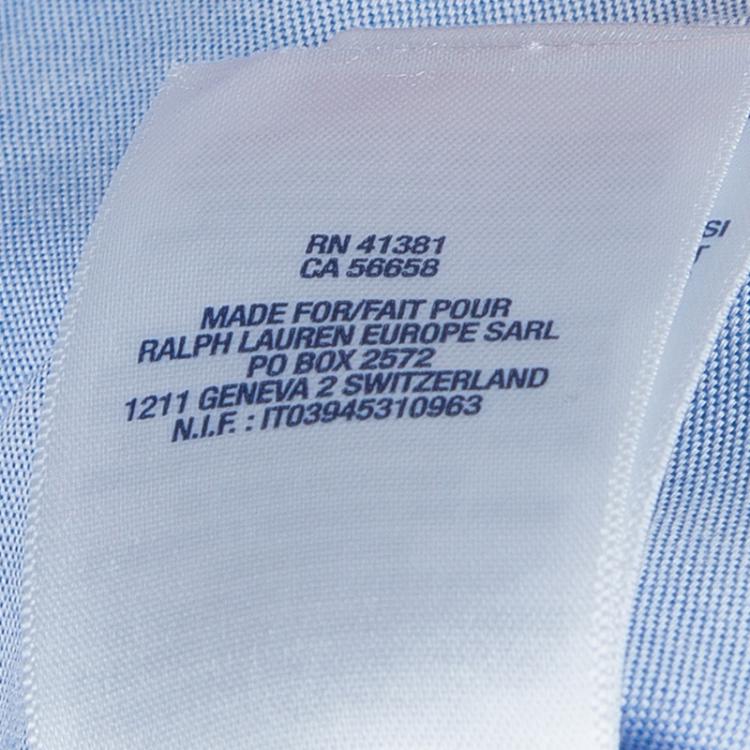 RN 41381
CA 56658
MADE FOR/FAIT POUR
RALPH LAUREN EUROPE SARL
PO BOX 2572
1211 GENEVA 2 SWITZERLAND
N.I.F. : IT03945310963